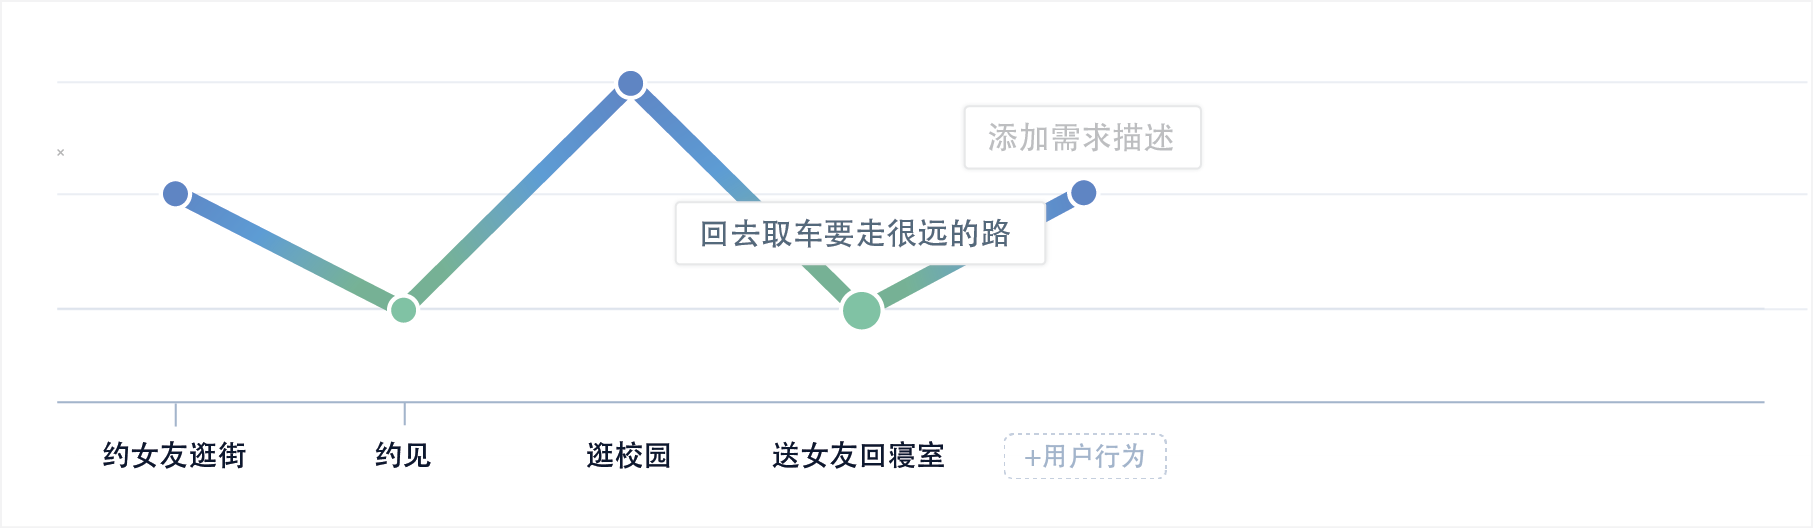 添加需求描述
回去取车要走很远的路
约女友逛街
约见
逛校园
送女友回寝室
+用户行为